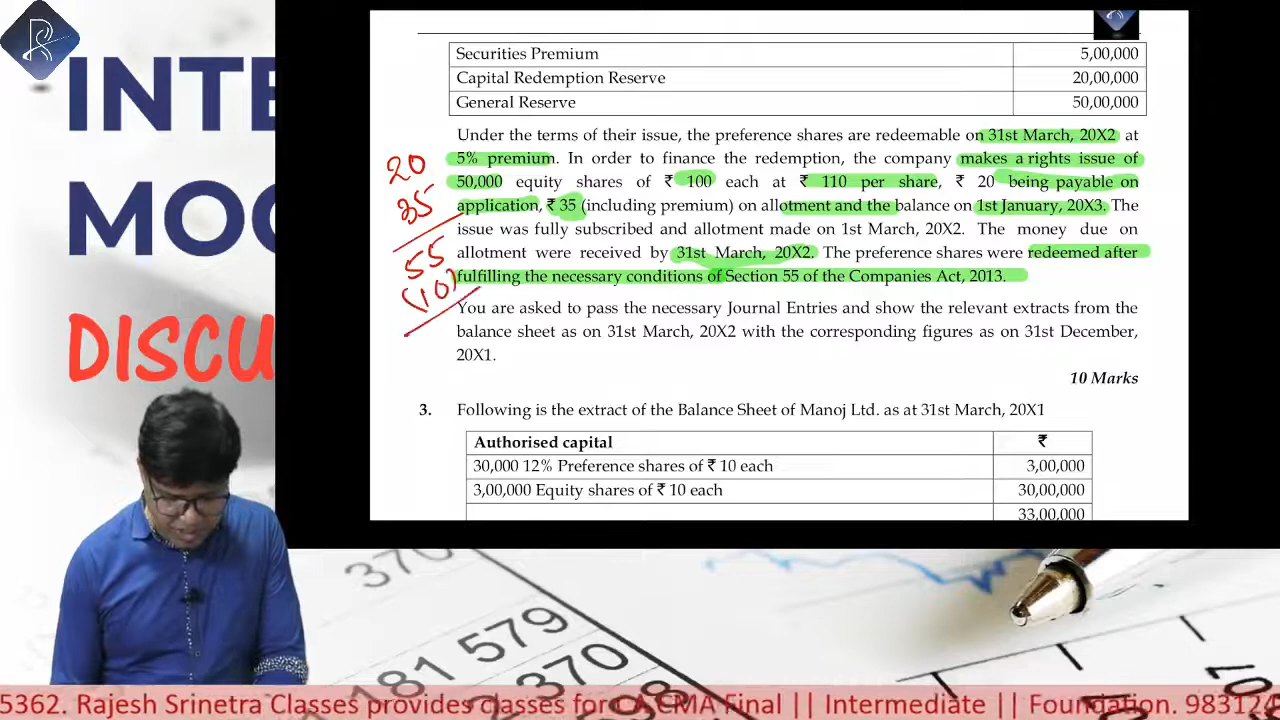 INTE
MOC
DISCU
Securities Premium 5,00,000
Capital Redemption Reserve 20,00,000
General Reserve 50,00,000
Under the terms of their issue, the preference shares are redeemable on 31st March, 20X2 at
5% premium. In order to finance the redemption, the company makes a rights issue of
50,000 equity shares of ₹ 100 each at ₹ 110 per share, ₹ 20 being payable on
application, ₹ 35 (including premium) on allotment and the balance on 1st January, 20X3. The
issue was fully subscribed and allotment made on 1st March, 20X2. The money due on
allotment were received by 31st March, 20X2. The preference shares were redeemed after
fulfilling the necessary conditions of Section 55 of the Companies Act, 2013.
20
35
55
(10)
You are asked to pass the necessary Journal Entries and show the relevant extracts from the
balance sheet as on 31st March, 20X2 with the corresponding figures as on 31st December,
20X1.
10 Marks
3. Following is the extract of the Balance Sheet of Manoj Ltd. as at 31st March, 20X1
Authorised capital ₹
30,000 12% Preference shares of ₹ 10 each 3,00,000
3,00,000 Equity shares of ₹ 10 each 30,00,000
33,00,000
370
181 579
370
5362. Rajesh Srinetra Classes provides classes for CA CMA Final || Intermediate || Foundation. 983124